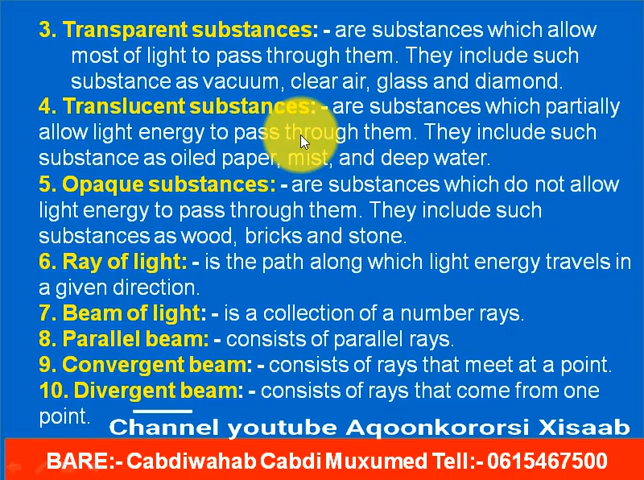 3. Transparent substances: - are substances which allow
most of light to pass through them. They include such
substance as vacuum, clear air, glass and diamond.
4. Translucent substances: - are substances which partially
allow light energy to pass through them. They include such
substance as oiled paper, mist, and deep water.
5. Opaque substances: - are substances which do not allow
light energy to pass through them. They include such
substances as wood, bricks and stone.
6. Ray of light: - is the path along which light energy travels in
a given direction.
7. Beam of light: - is a collection of a number rays.
8. Parallel beam: - consists of parallel rays.
9. Convergent beam: - consists of rays that meet at a point.
10. Divergent beam: - consists of rays that come from one
point.
Channel youtube Aqoonkororsi Xisaab
BARE:- Cabdiwahab Cabdi Muxumed Tell:- 0615467500